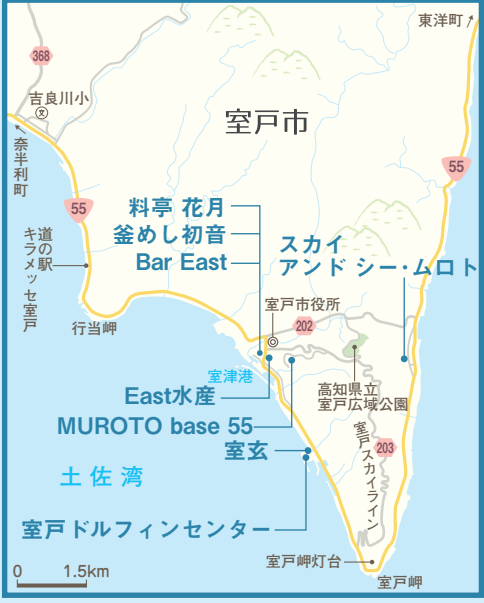 東洋町
368
吉良川小
文
奈半利町
室戸市
55
55
道の駅
キラメッセ室戸
料亭 花月
釜めし初音
Bar East
スカイ
アンド シー・ムロト
行当岬
室戸市役所
202
室津港
高知県立
室戸広域公園
East水産
MUROTO base 55
室玄
室戸スカイライン
203
土佐湾
室戸ドルフィンセンター
室戸岬灯台
室戸岬
0 1.5km